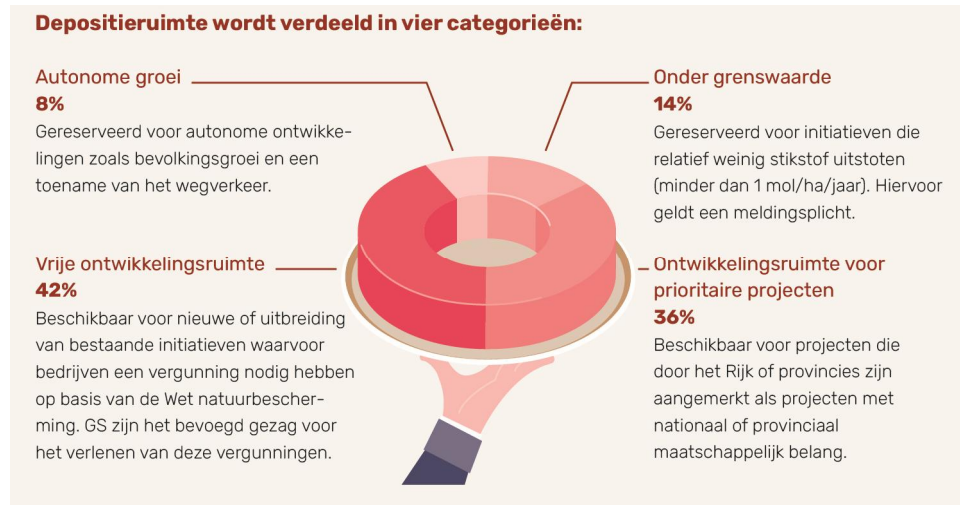 Depositieruimte wordt verdeeld in vier categorieën:
Autonome groei
8%
Gereserveerd voor autonome ontwikke-
lingen zoals bevolkingsgroei en een
toename van het wegverkeer.
Onder grenswaarde
14%
Gereserveerd voor initiatieven die
relatief weinig stikstof uitstoten
(minder dan 1 mol/ha/jaar). Hiervoor
geldt een meldingsplicht.
Vrije ontwikkelingsruimte
42%
Beschikbaar voor nieuwe of uitbreiding
van bestaande initiatieven waarvoor
bedrijven een vergunning nodig hebben
op basis van de Wet natuurbescher-
ming. GS zijn het bevoegd gezag voor
het verlenen van deze vergunningen.
Ontwikkelingsruimte voor
prioritaire projecten
36%
Beschikbaar voor projecten die
door het Rijk of provincies zijn
aangemerkt als projecten met
nationaal of provinciaal
maatschappelijk belang.